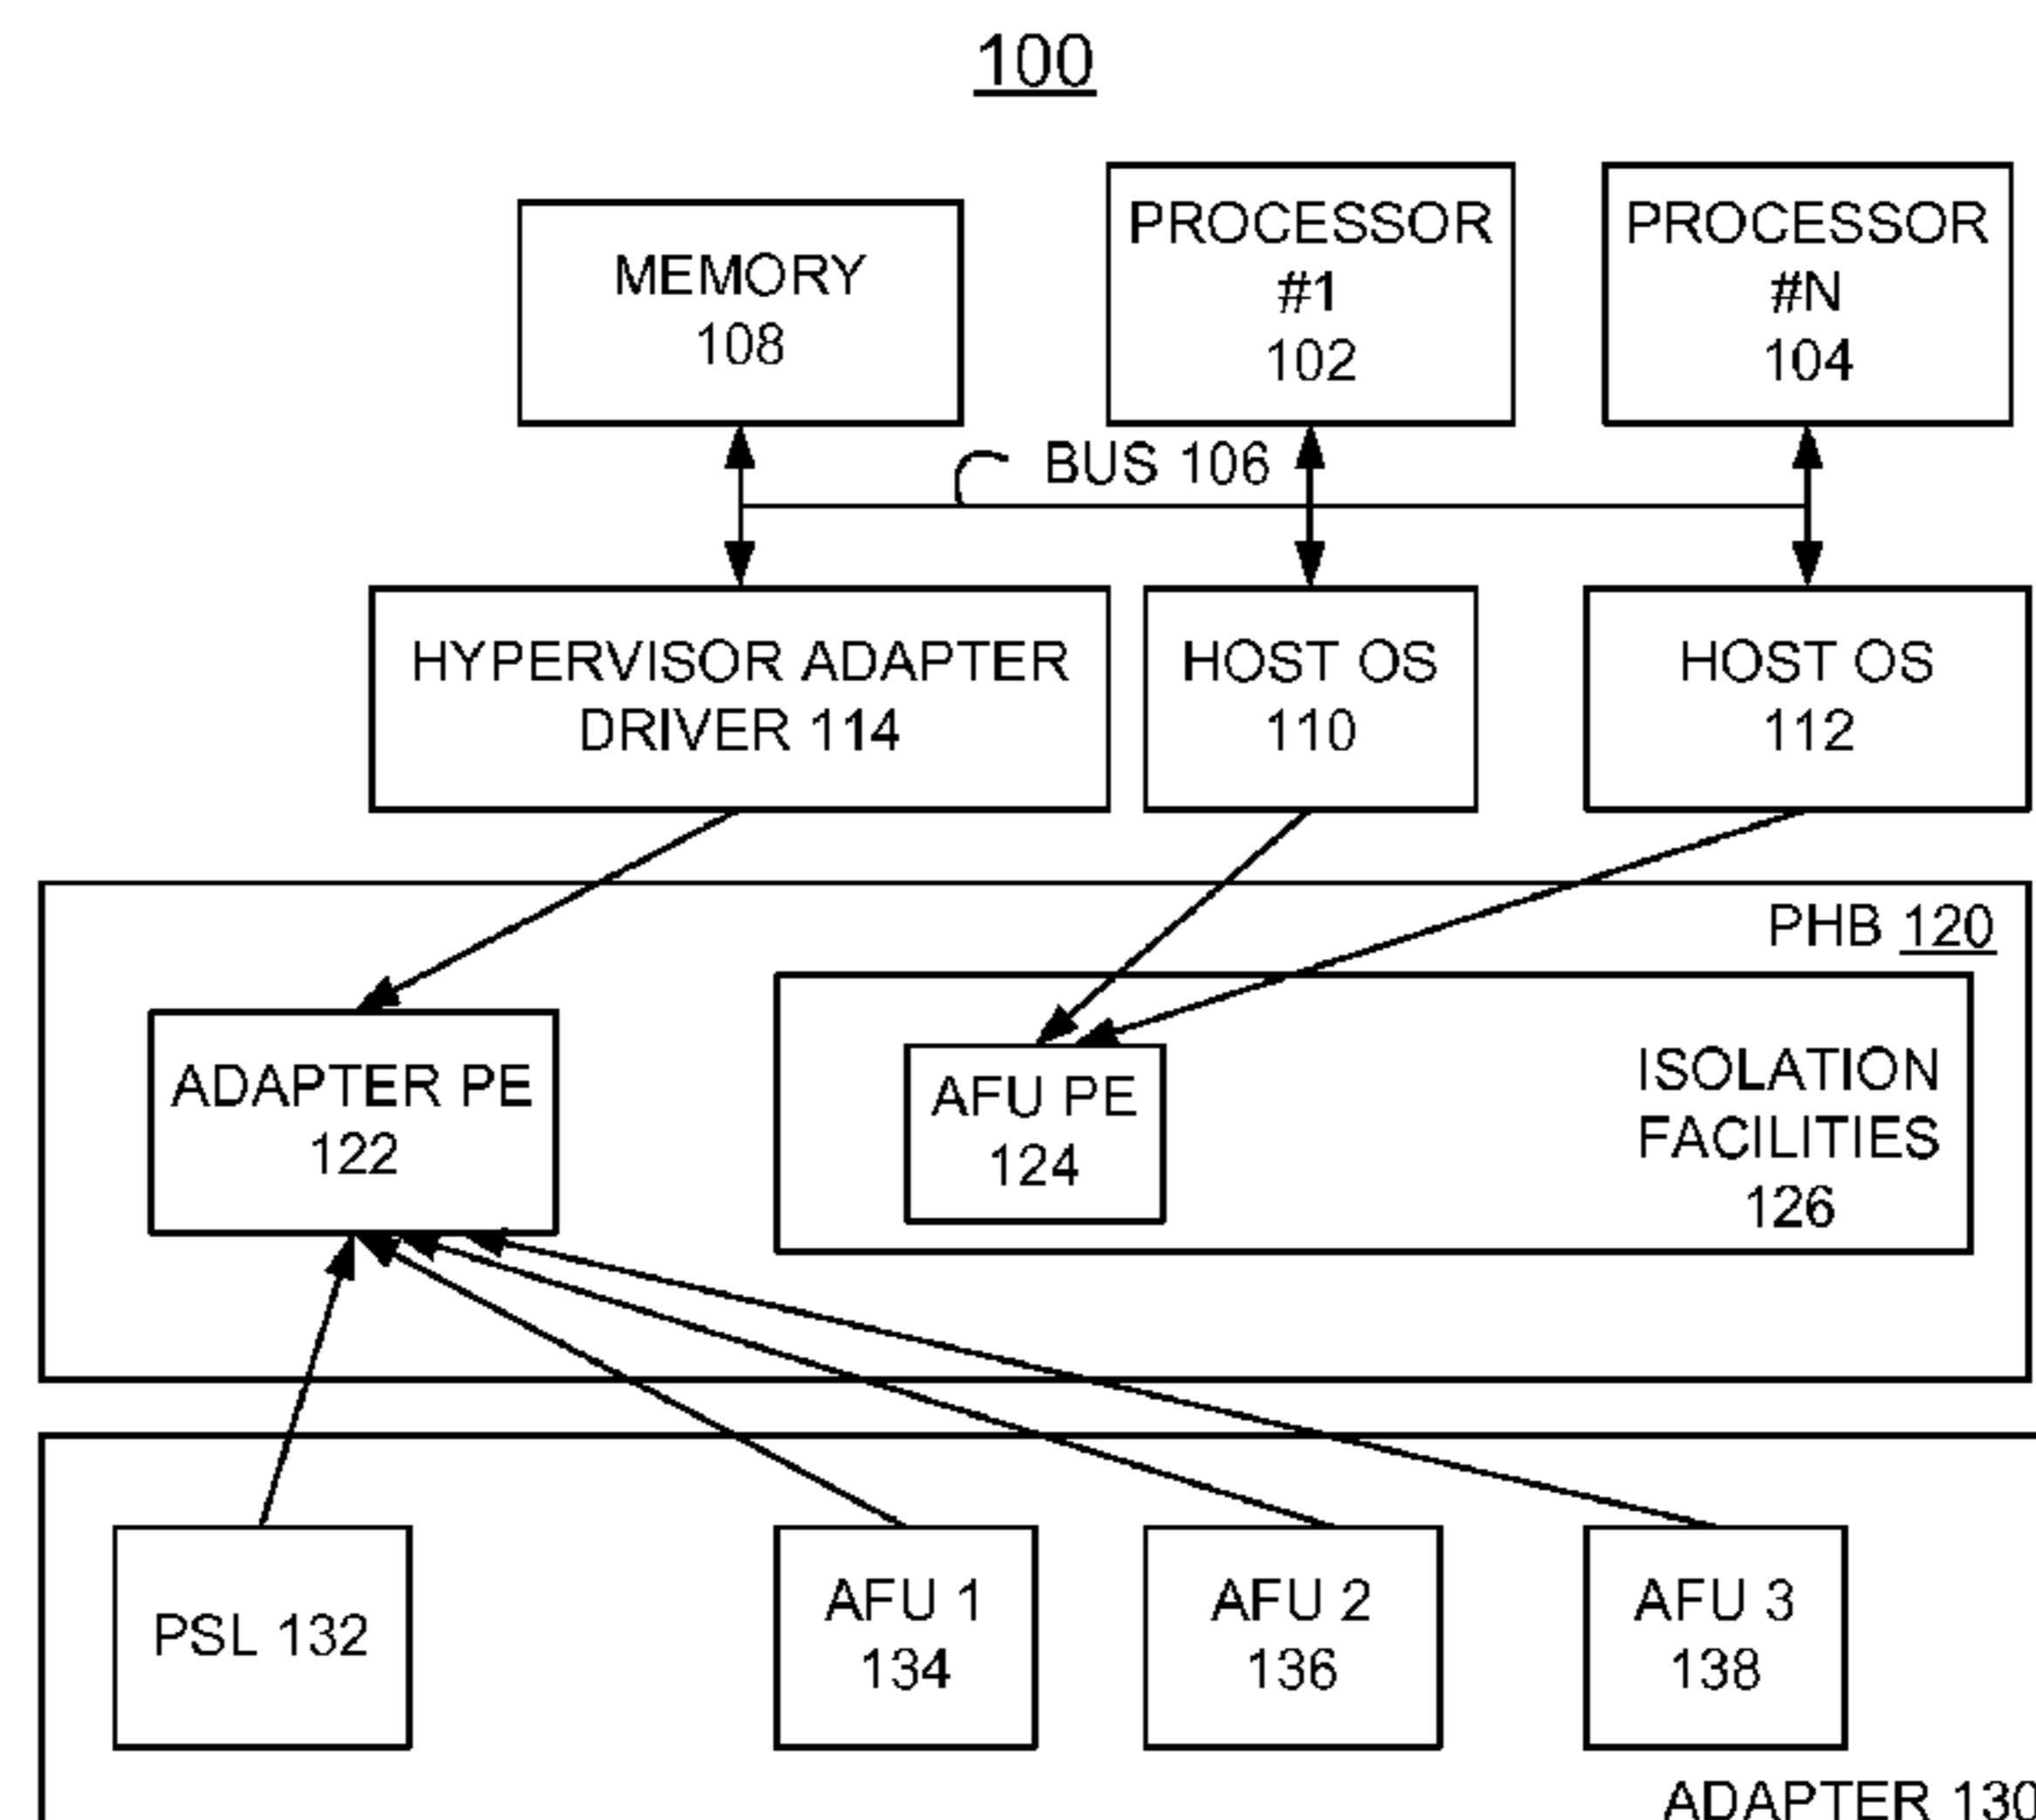 100
MEMORY
108
PROCESSOR
#1
102
PROCESSOR
#N
104
BUS 106
HYPERVISOR ADAPTER
DRIVER 114
HOST OS
110
HOST OS
112
PHB 120
ADAPTER PE
122
AFU PE
124
ISOLATION
FACILITIES
126
PSL 132
AFU 1
134
AFU 2
136
AFU 3
138
ADAPTER 130